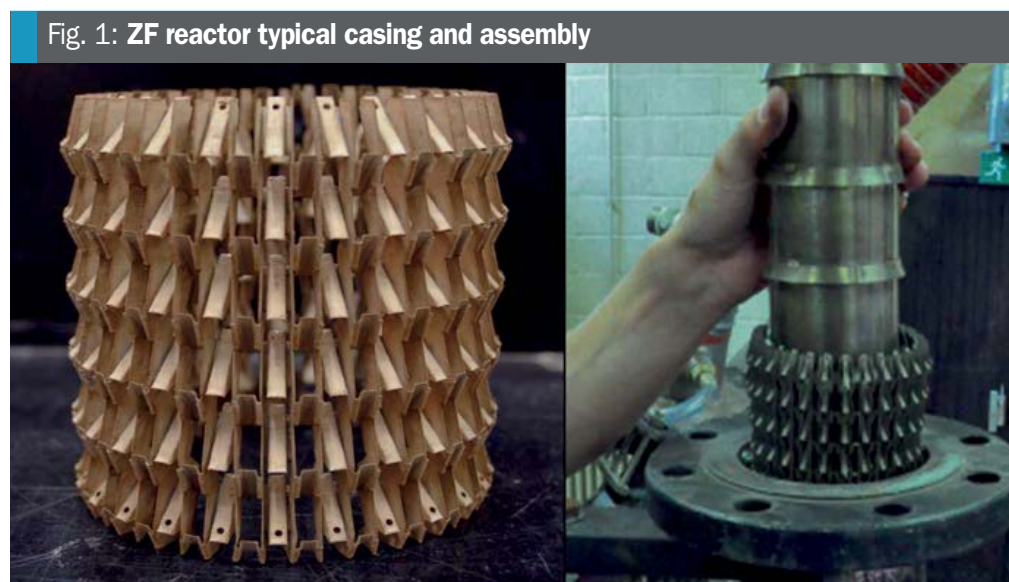 Fig. 1: ZF reactor typical casing and assembly